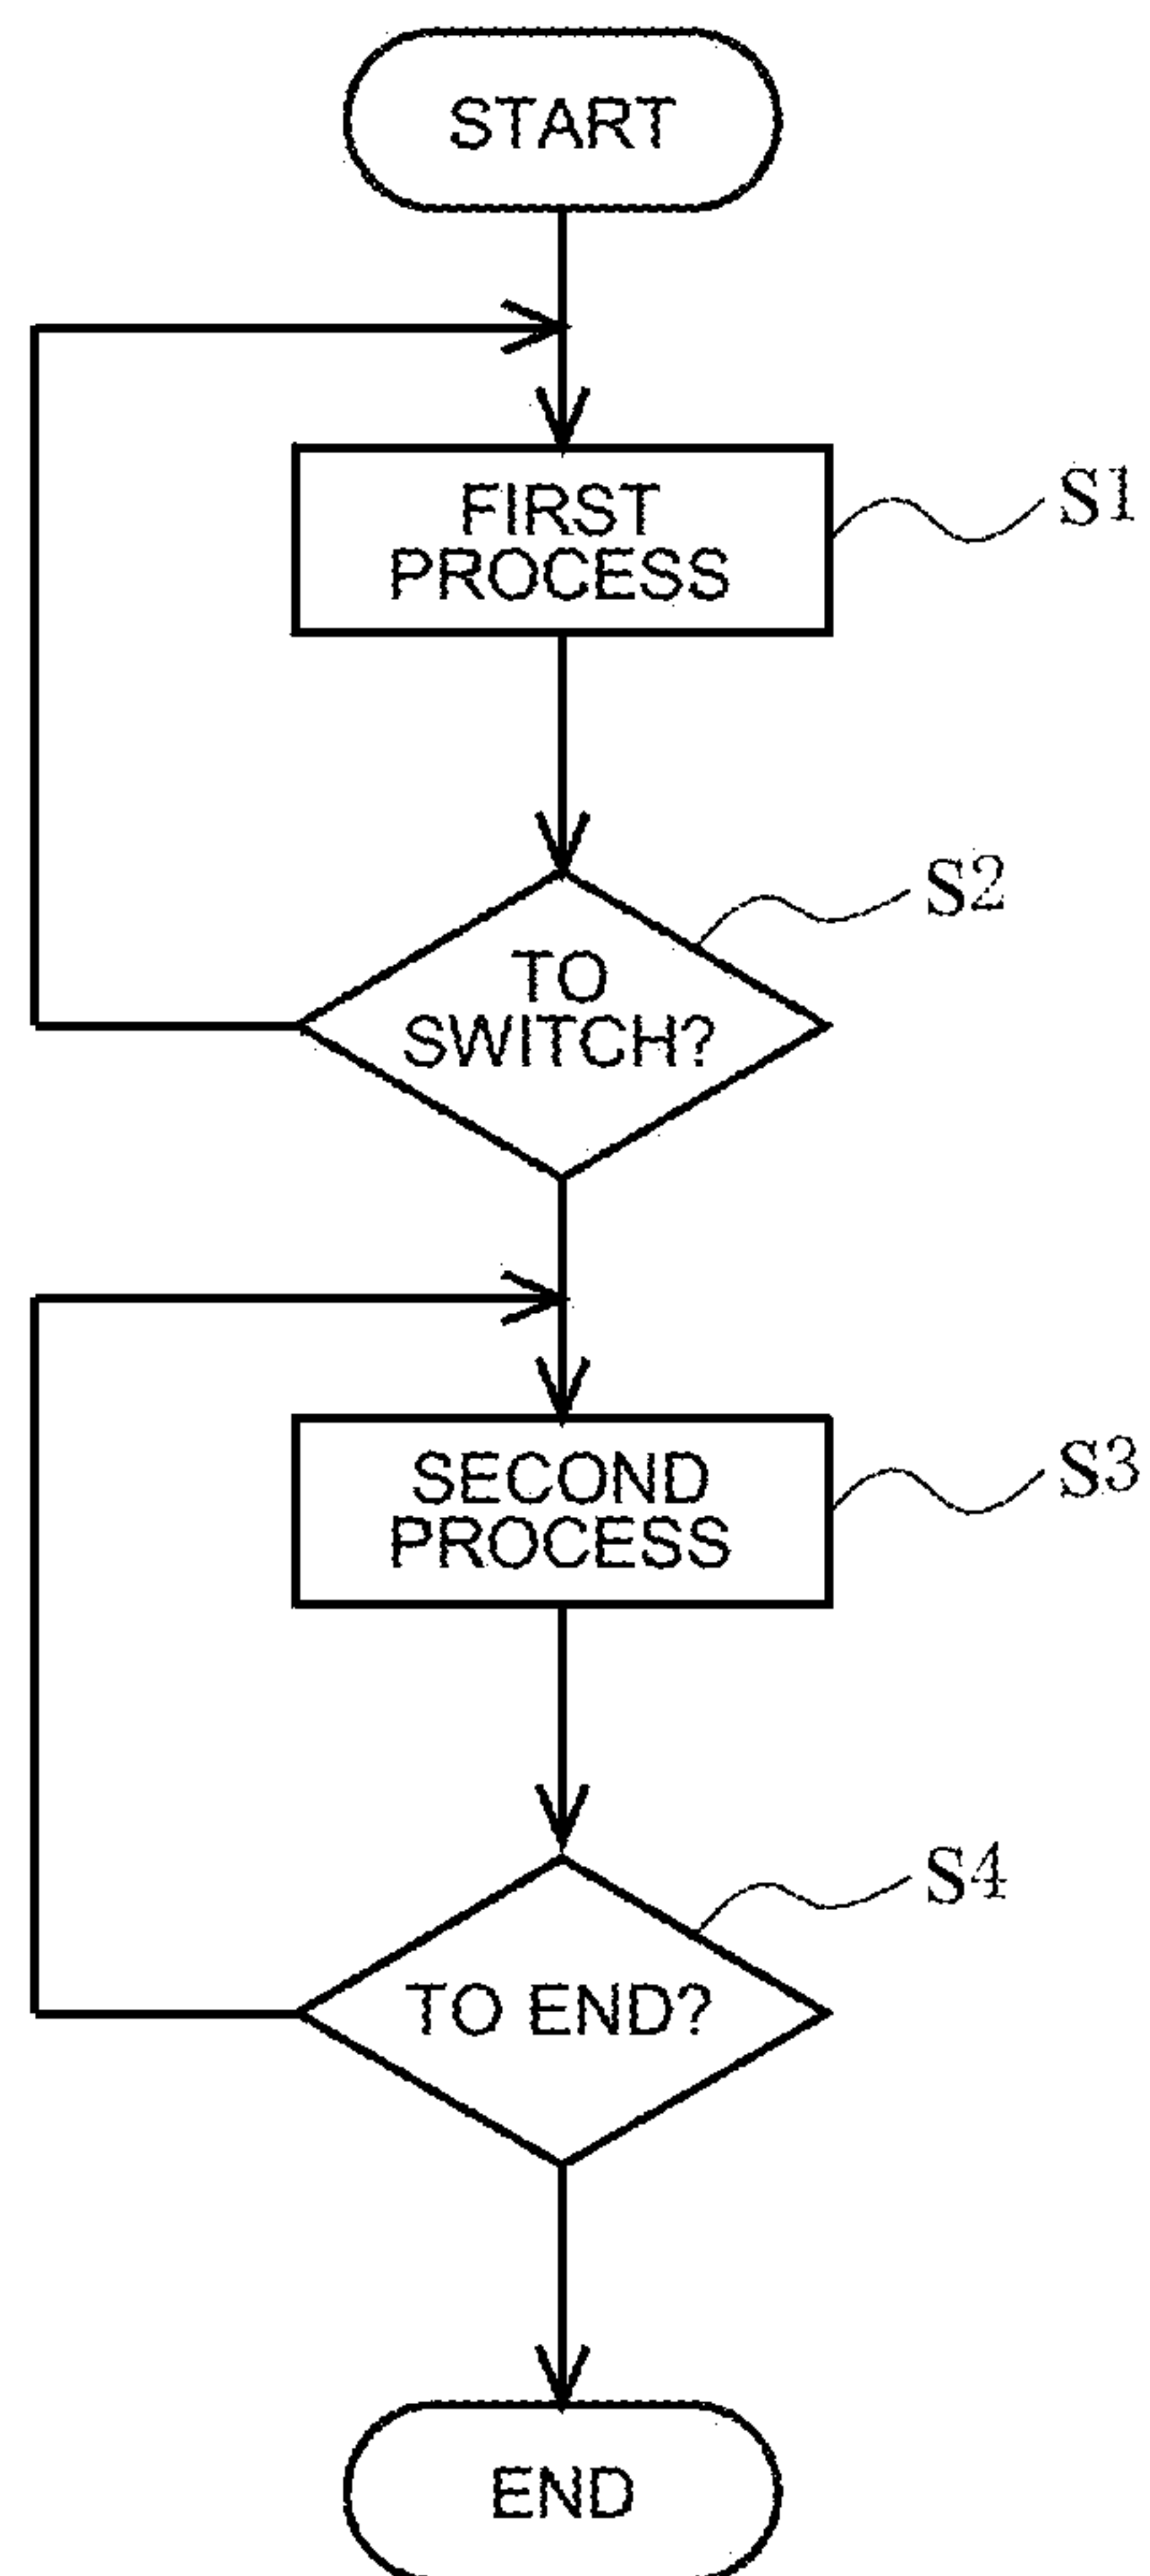 START
FIRST
PROCESS
S1
S2
TO
SWITCH?
SECOND
PROCESS
S3
S4
TO END?
END